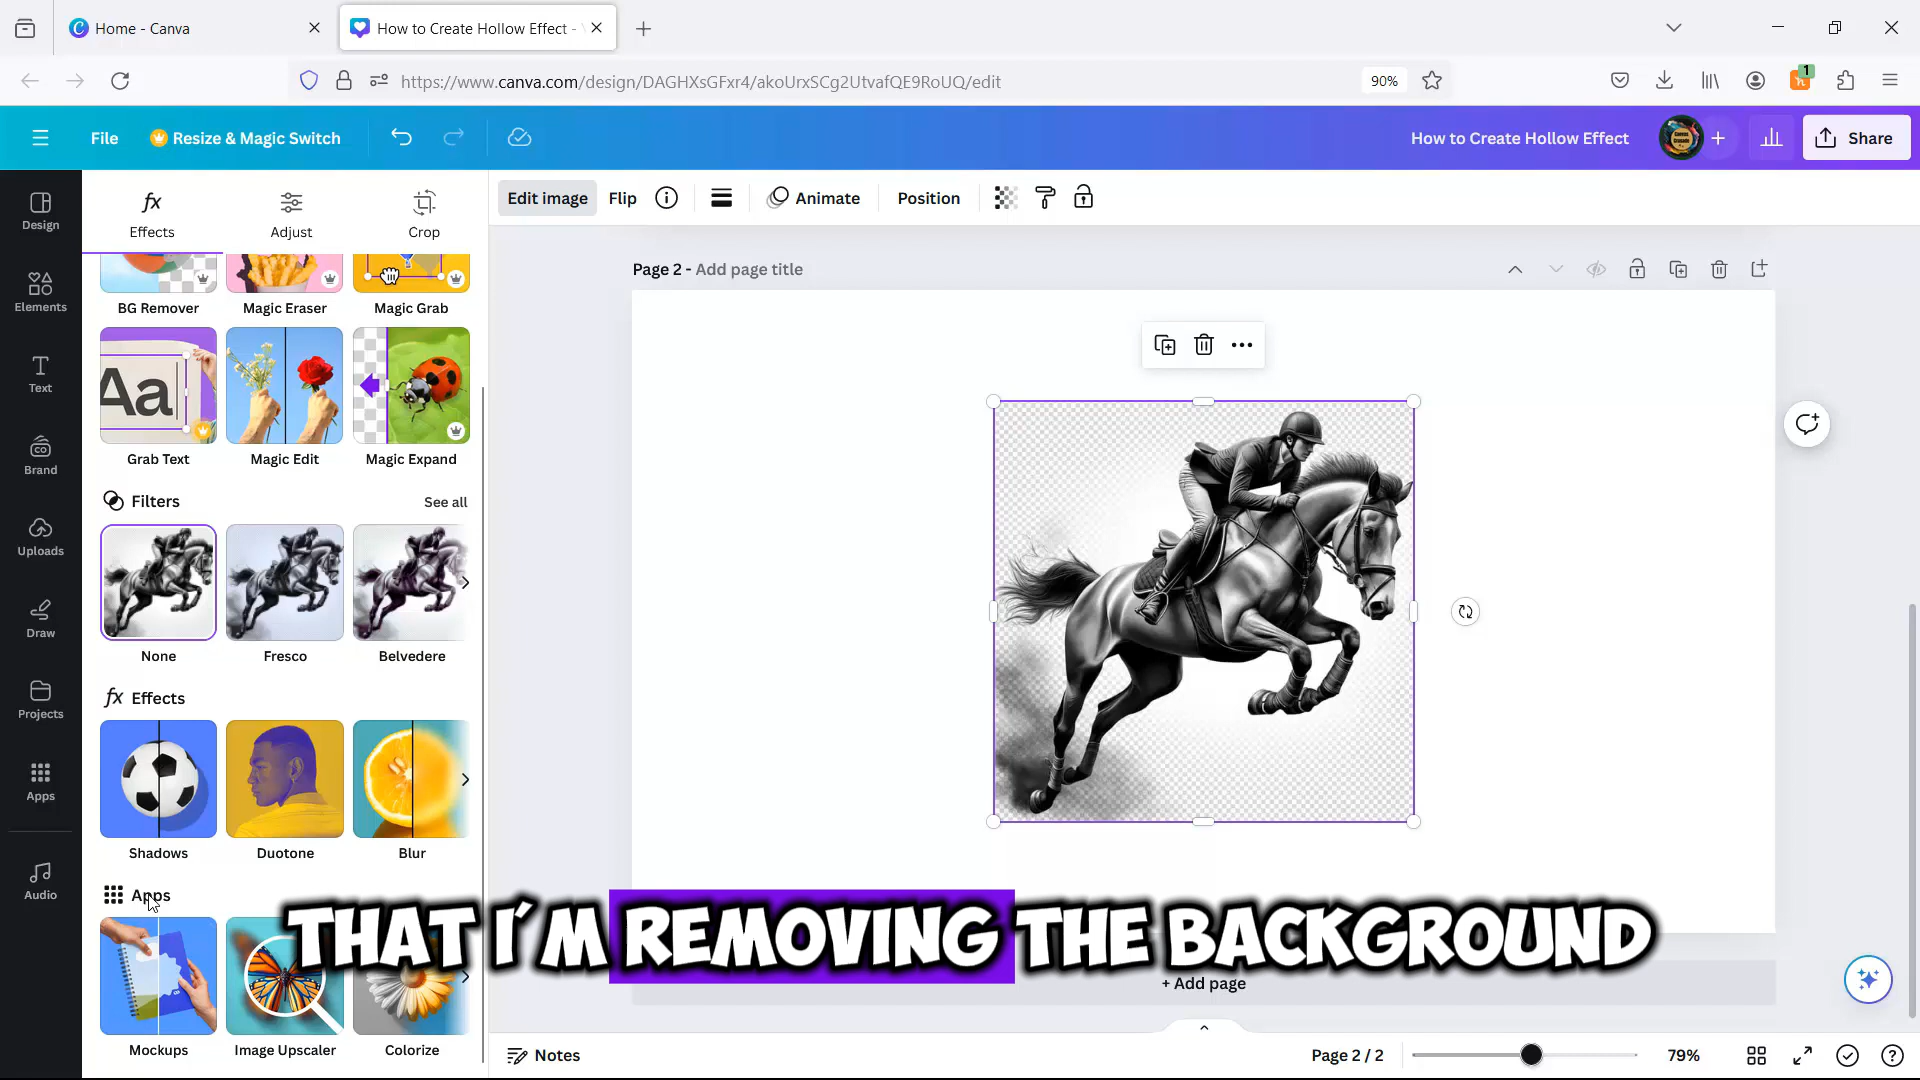 Home - Canva
How to Create Hollow Effect -
https://www.canva.com/design/DAGHXsGFxr4/akoUrxSCg2UtvafQE9RoUQ/edit
90%
1
File
Resize & Magic Switch
How to Create Hollow Effect
Share
Design
Elements
Text
Brand
Uploads
Draw
Projects
Apps
Audio
Effects
Adjust
Crop
BG Remover
Magic Eraser
Magic Grab
Aa
Grab Text
Magic Edit
Magic Expand
Filters
See all
None
Fresco
Belvedere
fx Effects
Shadows
Duotone
Blur
Apps
Mockups
Image Upscaler
Colorize
Edit image
Flip
Animate
Position
Page 2 - Add page title
THAT I'M REMOVING THE BACKGROUND
+ Add page
Notes
Page 2 / 2
79%